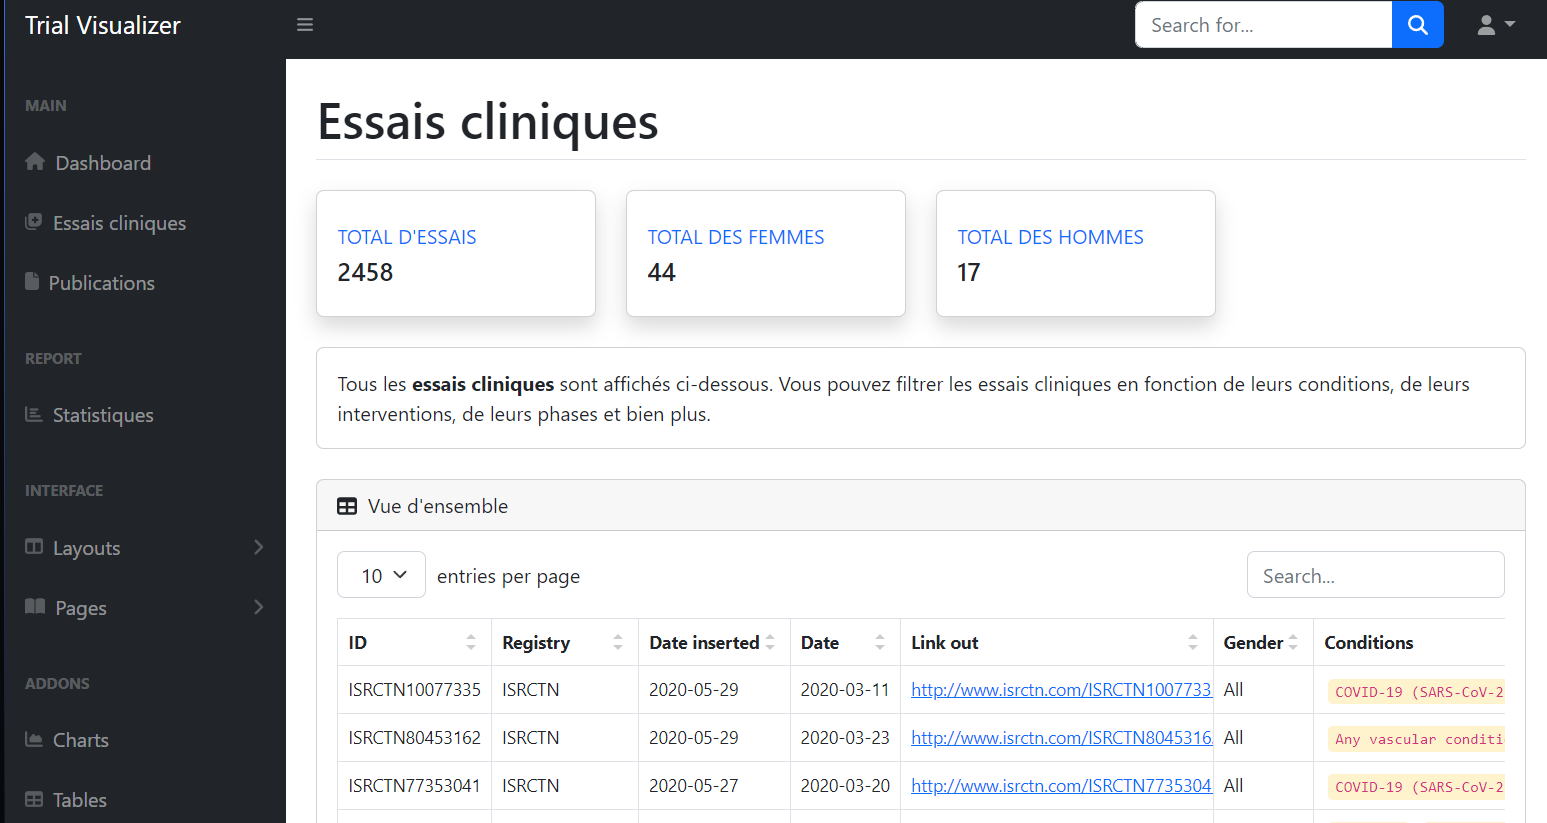 Trial Visualizer
Search for...
MAIN
Dashboard
Essais cliniques
Publications
REPORT
Statistiques
INTERFACE
Layouts
Pages
ADDONS
Charts
Tables
Essais cliniques
TOTAL D'ESSAIS
2458
TOTAL DES FEMMES
44
TOTAL DES HOMMES
17
Tous les essais cliniques sont affichés ci-dessous. Vous pouvez filtrer les essais cliniques en fonction de leurs conditions, de leurs
interventions, de leurs phases et bien plus.
Vue d'ensemble
10 entries per page
Search...
ID Registry Date inserted Date Link out Gender Conditions
ISRCTN10077335 ISRCTN 2020-05-29 2020-03-11 http://www.isrctn.com/ISRCTN1007733 All COVID-19 (SARS-CoV-2
ISRCTN80453162 ISRCTN 2020-05-29 2020-03-23 http://www.isrctn.com/ISRCTN8045316 All Any vascular conditi
ISRCTN77353041 ISRCTN 2020-05-27 2020-03-20 http://www.isrctn.com/ISRCTN7735304 All COVID-19 (SARS-CoV-2